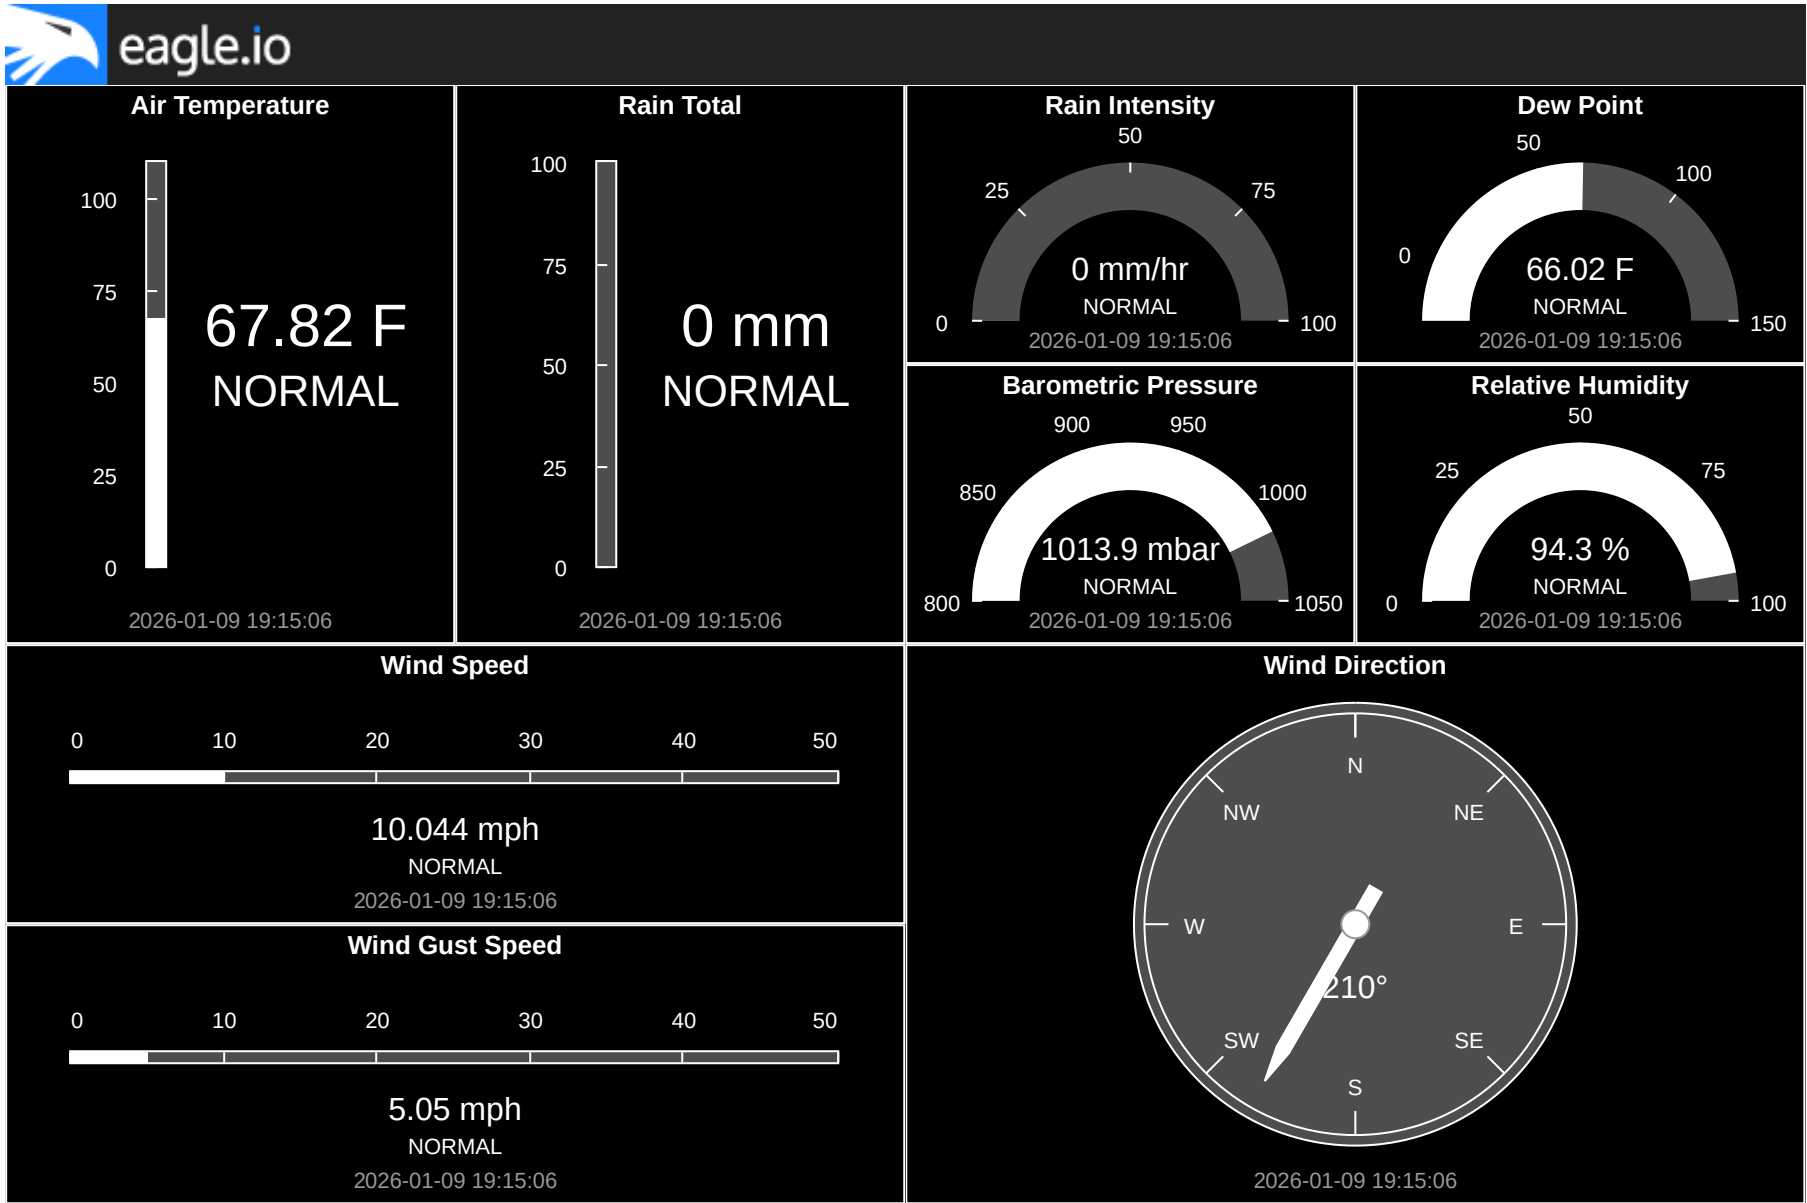 eagle.io
Air Temperature
100
75
50
25
0
67.82 F
NORMAL
2026-01-09 19:15:06
Rain Total
100
75
50
25
0
0 mm
NORMAL
2026-01-09 19:15:06
Rain Intensity
50
25
75
0
100
0 mm/hr
NORMAL
2026-01-09 19:15:06
Dew Point
50
100
0
150
66.02 F
NORMAL
2026-01-09 19:15:06
Barometric Pressure
900 950
850
1000
800
1050
1013.9 mbar
NORMAL
2026-01-09 19:15:06
Relative Humidity
50
25
75
0
100
94.3 %
NORMAL
2026-01-09 19:15:06
Wind Speed
0 10 20 30 40 50
10.044 mph
NORMAL
2026-01-09 19:15:06
Wind Gust Speed
0 10 20 30 40 50
5.05 mph
NORMAL
2026-01-09 19:15:06
Wind Direction
N
NW NE
W E
210°
SW SE
S
2026-01-09 19:15:06